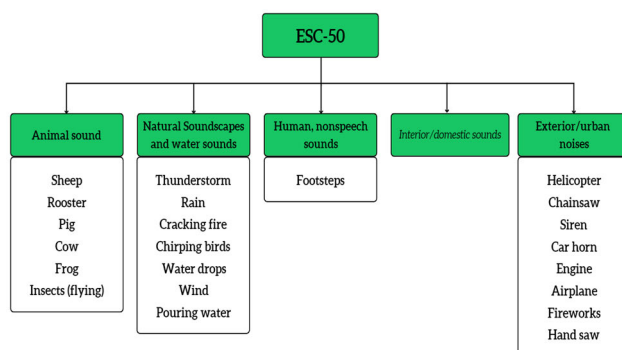 ESC-50
Animal sound
Sheep
Rooster
Pig
Cow
Frog
Insects (flying)
Natural Soundscapes
and water sounds
Thunderstorm
Rain
Cracking fire
Chirping birds
Water drops
Wind
Pouring water
Human, nonspeech
sounds
Footsteps
Interior/domestic sounds
Exterior/urban
noises
Helicopter
Chainsaw
Siren
Car horn
Engine
Airplane
Fireworks
Hand saw